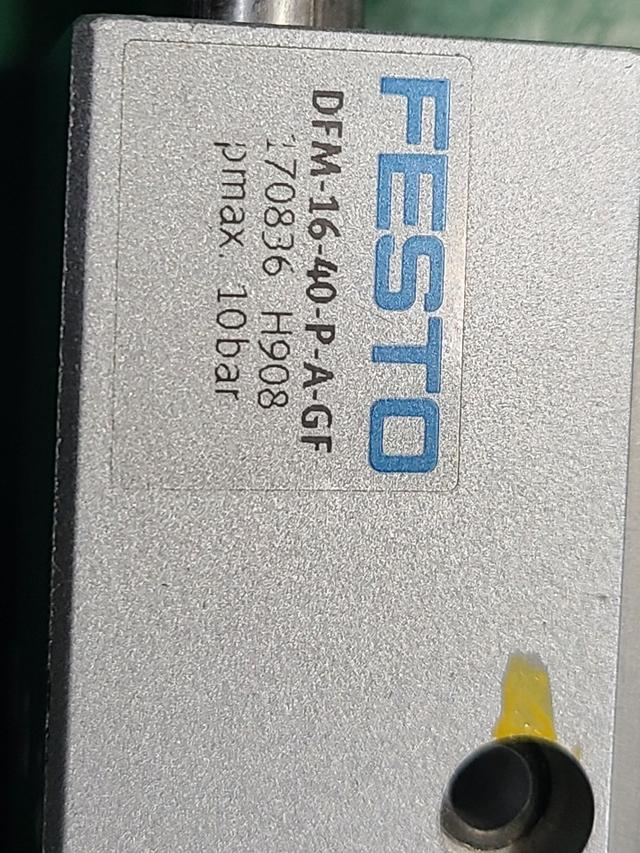 FESTO
DFM-16-40-P-A-GF
170836 H908
pmax. 10bar